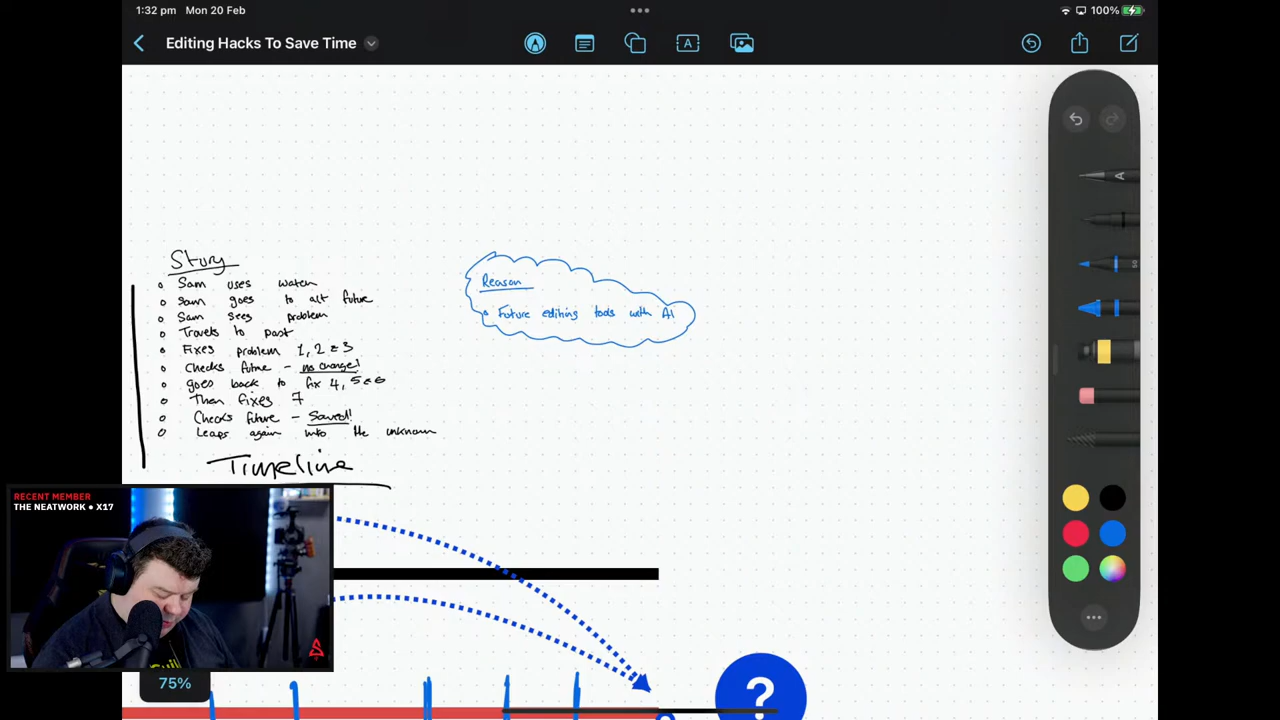 1:32 pm Mon 20 Feb
100%
Editing Hacks To Save Time
A
A
50
Story
Sam uses watch
Sam goes to alt future
Sam sees problem
Travels to past
Fixes problem 1, 2 & 3
Checks future - no change!
goes back to fix 4, 5 & 6
Then fixes 7
Checks future - Saved!
Leaps again into the unknown
Timeline
Reason
Future editing tools with AI
RECENT MEMBER
THE NEATWORK • X17
75%
?